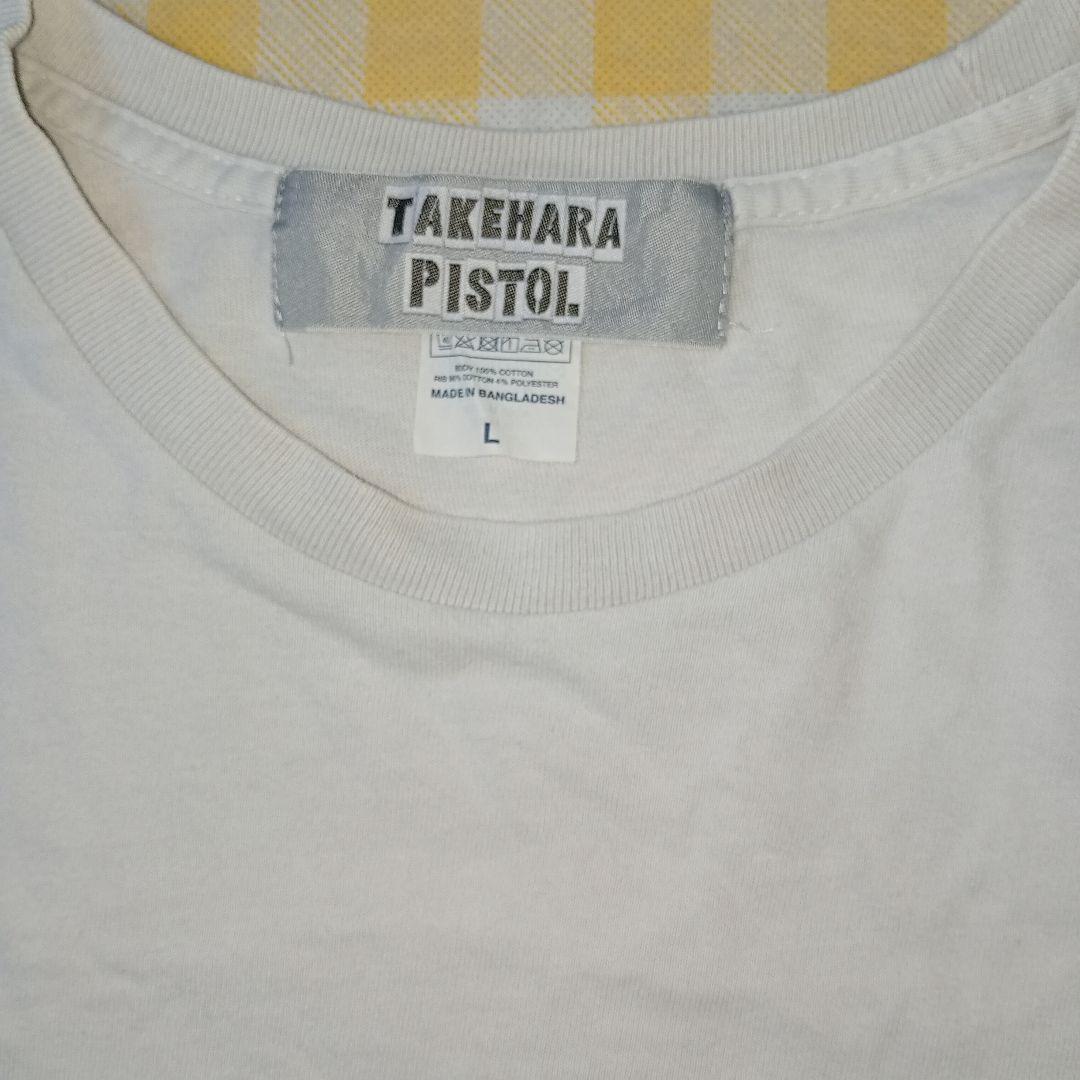 TAKEHARA
PISTOL
BODY 100% COTTON
RIB 96% COTTON 4% POLYESTER
MADE IN BANGLADESH
L